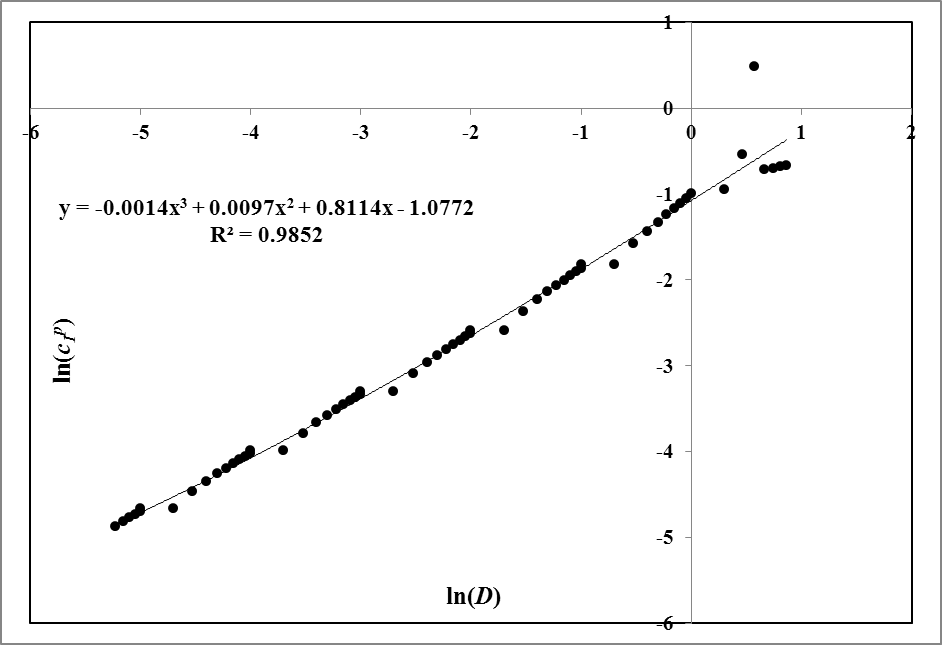 1
0
-6 -5 -4 -3 -2 -1 0 1 2
-1
y = -0.0014x³ + 0.0097x² + 0.8114x - 1.0772
R² = 0.9852
-2
ln(c₁ᵖ)
-3
-4
-5
ln(D)
-6